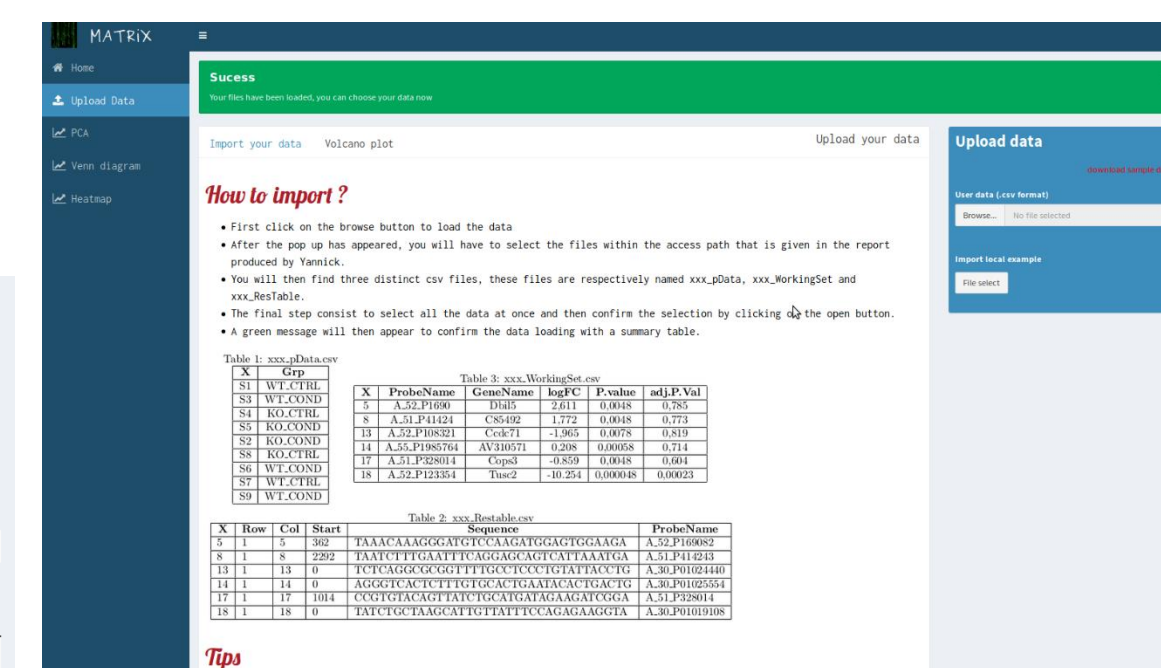 MATRiX
Home
Upload Data
PCA
Venn diagram
Heatmap
Sucess
Your files have been loaded, you can choose your data now
Import your data Volcano plot Upload your data
How to import ?
• First click on the browse button to load the data
• After the pop up has appeared, you will have to select the files within the access path that is given in the report
produced by Yannick.
• You will then find three distinct csv files, these files are respectively named xxx_pData, xxx_WorkingSet and
xxx_ResTable.
• The final step consist to select all the data at once and then confirm the selection by clicking on the open button.
• A green message will then appear to confirm the data loading with a summary table.
Table 1: xxx_pData.csv
X Grp
S1 WT_CTRL
S3 WT_COND
S4 KO_CTRL
S5 KO_COND
S2 KO_COND
S8 KO_CTRL
S6 WT_COND
S7 WT_CTRL
S9 WT_COND
Table 3: xxx_WorkingSet.csv
X ProbeName GeneName logFC P.value adj.P.Val
5 A_52_P1690 Dbil5 2,611 0,0048 0,785
8 A_51_P41424 C85492 1,772 0,0048 0,773
13 A_52_P108321 Ccdc71 -1,965 0,0078 0,819
14 A_55_P1985764 AV310571 0,208 0,00058 0,714
17 A_51_P328014 Cops3 -0.859 0,0048 0,604
18 A_52_P123354 Tusc2 -10.254 0,000048 0,00023
Table 2: xxx_Restable.csv
X Row Col Start Sequence ProbeName
5 1 5 362 TAAACAAAGGGATGTCCAAGATGGAGTGGAAGA A_52_P169082
8 1 8 2292 TAATCTTTGAATTTCAGGAGCAGTCATTAAATGA A_51_P414243
13 1 13 0 TCTCAGGCGCGGTTTTGCCTCCCTGTATTACCTG A_30_P01024440
14 1 14 0 AGGGTCACTCTTTGTGCACTGAATACACTGACTG A_30_P01025554
17 1 17 1014 CCGTGTACAGTTATCTGCATGATAGAAGATCGGA A_51_P328014
18 1 18 0 TATCTGCTAAGCATTGTTATTTCCAGAGAAGGTA A_30_P01019108
Tips
Upload data
download sample d
User data (.csv format)
Browse... No file selected
Import local example
File select